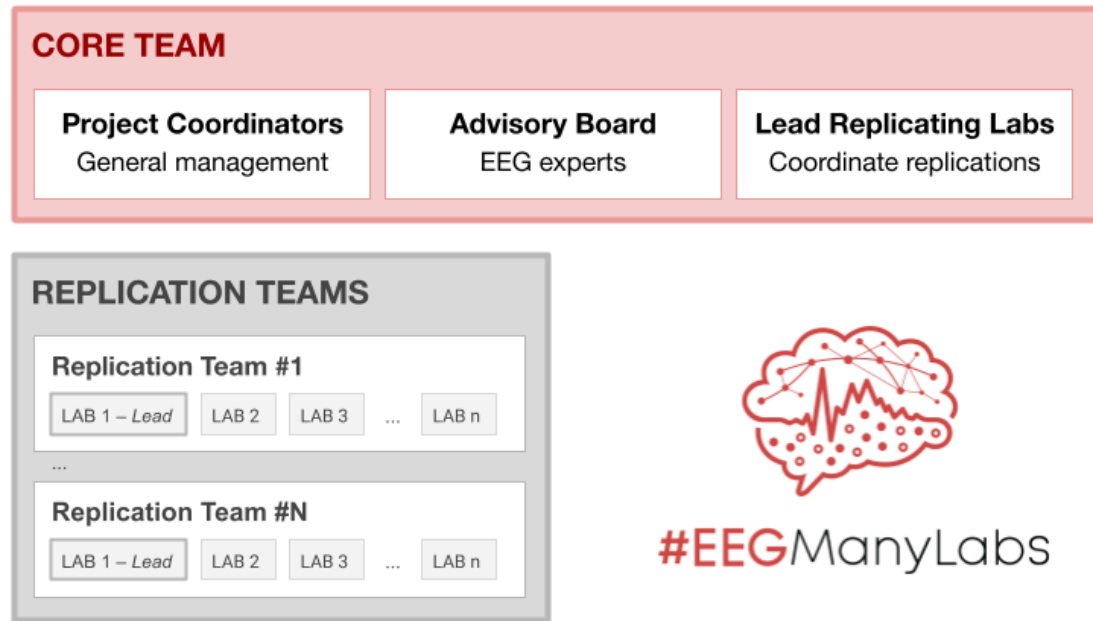 CORE TEAM
Project Coordinators
General management
Advisory Board
EEG experts
Lead Replicating Labs
Coordinate replications
REPLICATION TEAMS
Replication Team #1
LAB 1 – Lead
LAB 2
LAB 3
...
LAB n
...
Replication Team #N
LAB 1 – Lead
LAB 2
LAB 3
...
LAB n
#EEGManyLabs